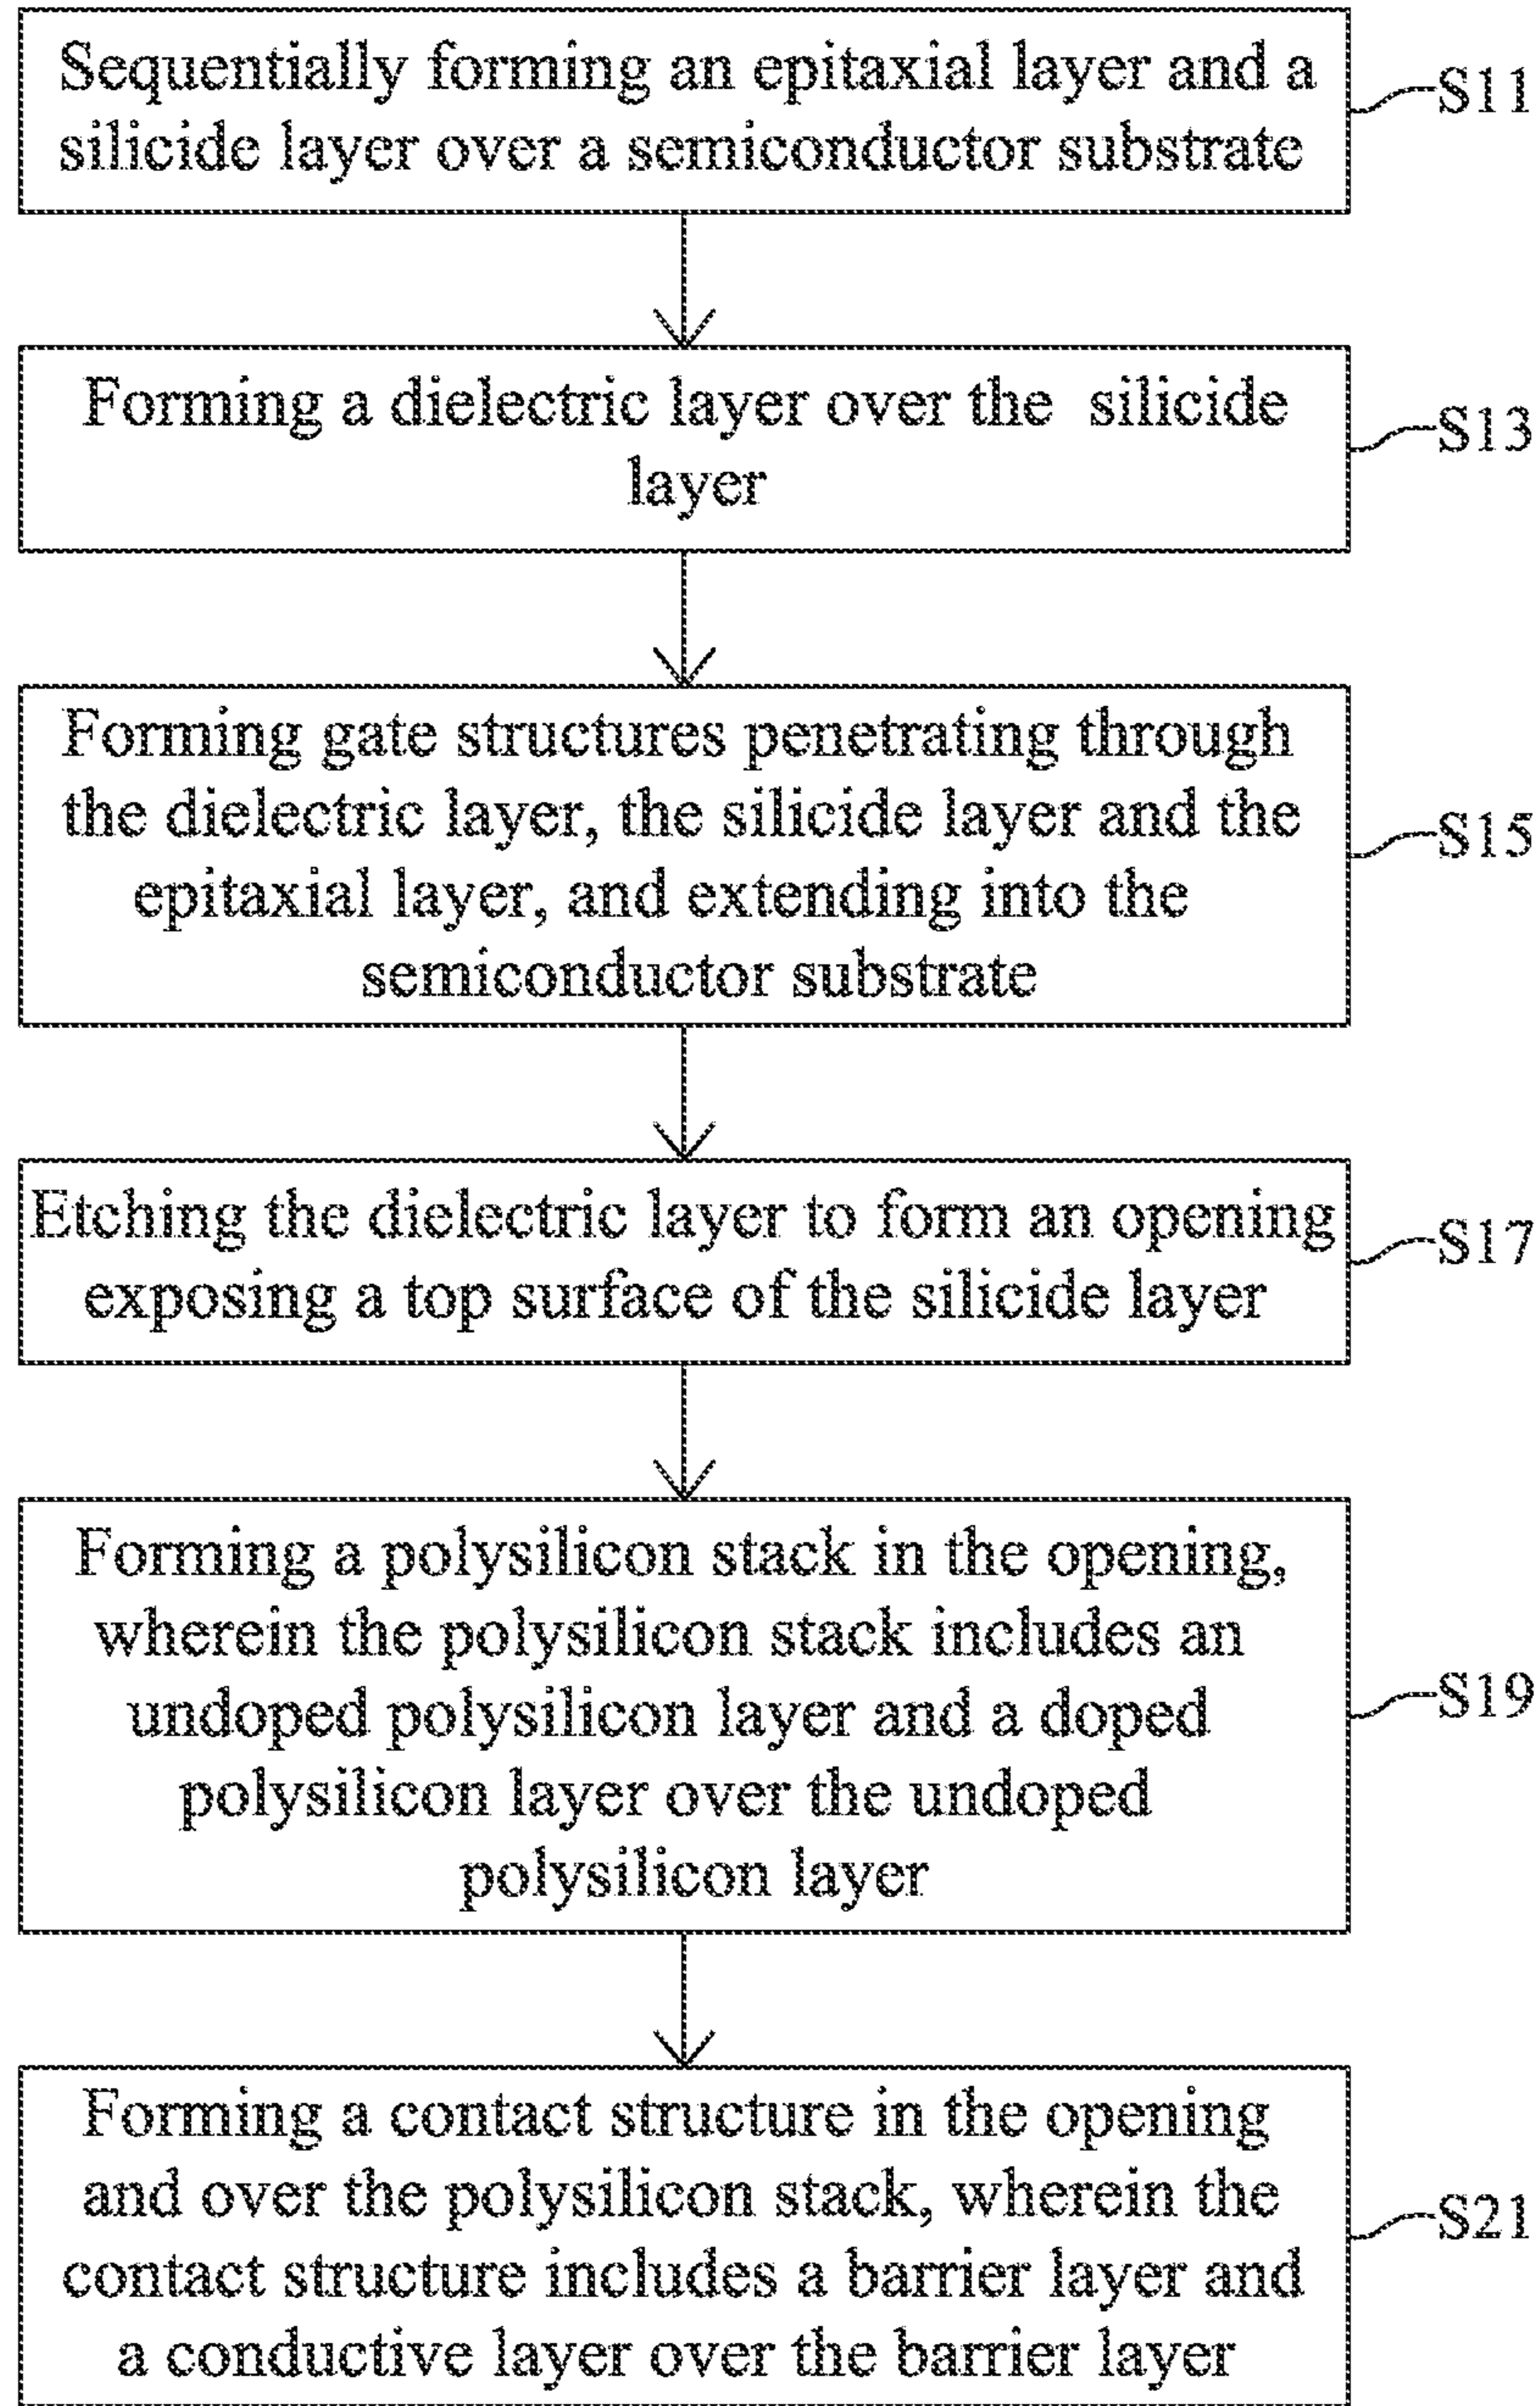 Sequentially forming an epitaxial layer and a
silicide layer over a semiconductor substrate
S11
Forming a dielectric layer over the silicide
layer
S13
Forming gate structures penetrating through
the dielectric layer, the silicide layer and the
epitaxial layer, and extending into the
semiconductor substrate
S15
Etching the dielectric layer to form an opening
exposing a top surface of the silicide layer
S17
Forming a polysilicon stack in the opening,
wherein the polysilicon stack includes an
undoped polysilicon layer and a doped
polysilicon layer over the undoped
polysilicon layer
S19
Forming a contact structure in the opening
and over the polysilicon stack, wherein the
contact structure includes a barrier layer and
a conductive layer over the barrier layer
S21